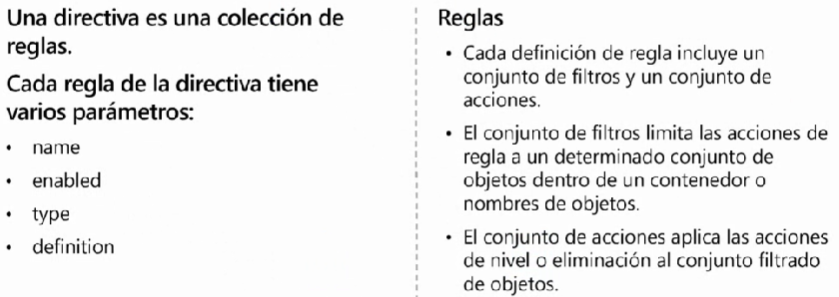 Una directiva es una colección de
reglas.
Cada regla de la directiva tiene
varios parámetros:
• name
• enabled
• type
• definition
Reglas
• Cada definición de regla incluye un
conjunto de filtros y un conjunto de
acciones.
• El conjunto de filtros limita las acciones de
regla a un determinado conjunto de
objetos dentro de un contenedor o
nombres de objetos.
• El conjunto de acciones aplica las acciones
de nivel o eliminación al conjunto filtrado
de objetos.